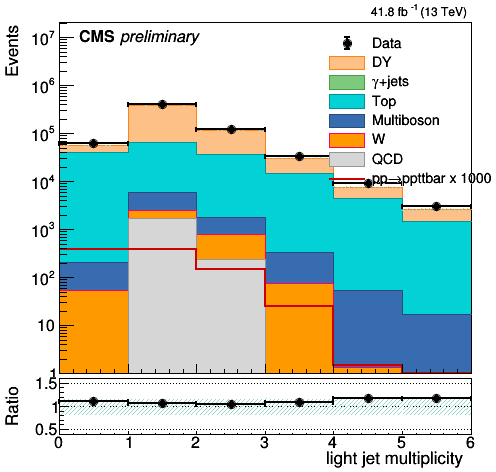 41.8 fb⁻¹ (13 TeV)
CMS preliminary
Events
10⁷
10⁶
10⁵
10⁴
10³
10²
10
1
Data
DY
γ+jets
Top
Multiboson
W
QCD
pp→ppttbar x 1000
Ratio
1.5
1
0.5
0 1 2 3 4 5 6
light jet multiplicity